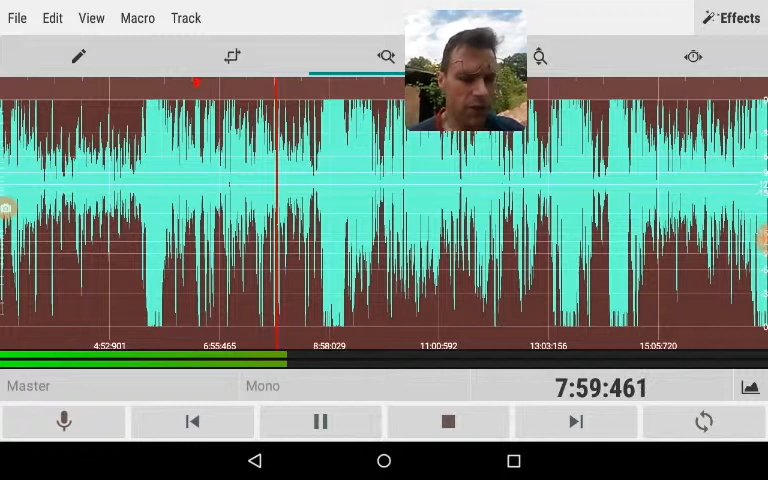 File Edit View Macro Track Effects
4:52:901 6:55:465 8:58:029 11:00:592 13:03:156 15:05:720
Master Mono 7:59:461